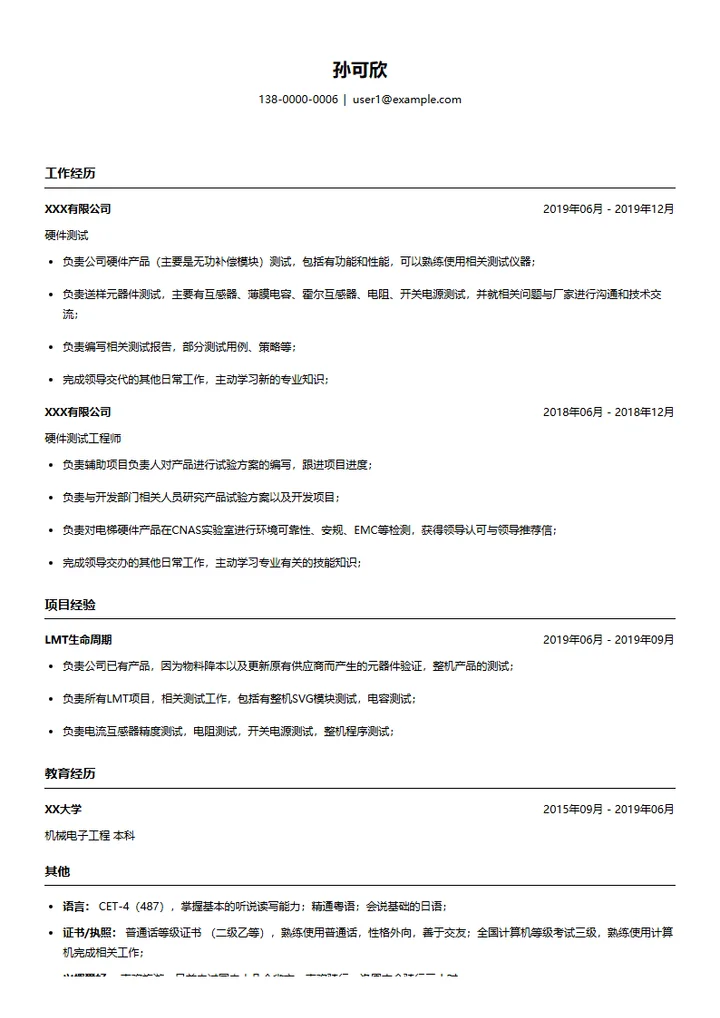 孙可欣
138-0000-0006 | user1@example.com
工作经历
XXX有限公司 2019年06月 - 2019年12月
硬件测试
• 负责公司硬件产品（主要是无功补偿模块）测试，包括有功能和性能，可以熟练使用相关测试仪器；
• 负责送样元器件测试，主要有互感器、薄膜电容、霍尔互感器、电阻、开关电源测试，并就相关问题与厂家进行沟通和技术交
流；
• 负责编写相关测试报告，部分测试用例、策略等；
• 完成领导交代的其他日常工作，主动学习新的专业知识；
XXX有限公司 2018年06月 - 2018年12月
硬件测试工程师
• 负责辅助项目负责人对产品进行试验方案的编写，跟进项目进度；
• 负责与开发部门相关人员研究产品试验方案以及开发项目；
• 负责对电梯硬件产品在CNAS实验室进行环境可靠性、安规、EMC等检测，获得领导认可与领导推荐信；
• 完成领导交办的其他日常工作，主动学习专业有关的技能知识；
项目经验
LMT生命周期 2019年06月 - 2019年09月
• 负责公司已有产品，因为物料降本以及更新原有供应商而产生的元器件验证，整机产品的测试；
• 负责所有LMT项目，相关测试工作，包括有整机SVG模块测试，电容测试；
• 负责电流互感器精度测试，电阻测试，开关电源测试，整机程序测试；
教育经历
XX大学 2015年09月 - 2019年06月
机械电子工程 本科
其他
• 语言： CET-4（487），掌握基本的听说读写能力；精通粤语；会说基础的日语；
• 证书/执照： 普通话等级证书 （二级乙等），熟练使用普通话，性格外向，善于交友；全国计算机等级考试三级，熟练使用计算
机完成相关工作；